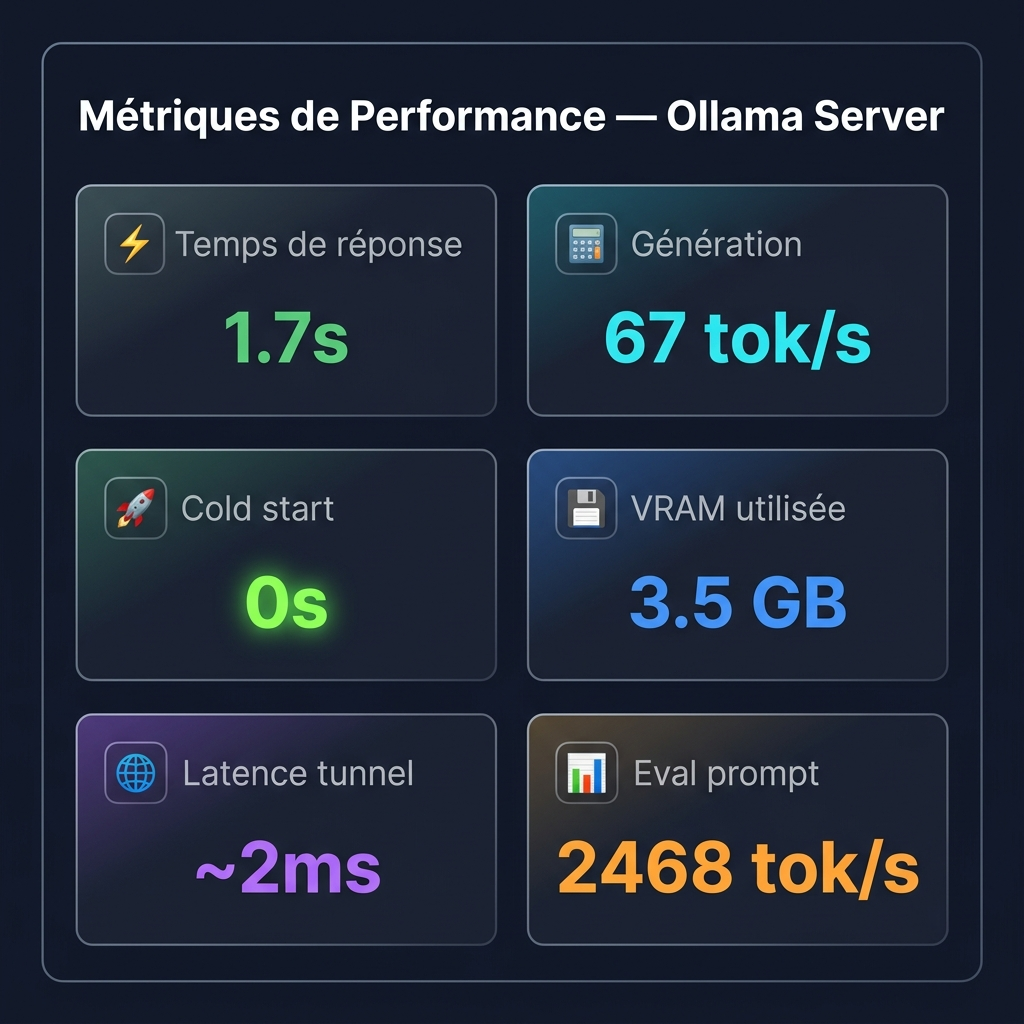 Métriques de Performance — Ollama Server
Temps de réponse
1.7s
Génération
67 tok/s
Cold start
0s
VRAM utilisée
3.5 GB
Latence tunnel
~2ms
Eval prompt
2468 tok/s